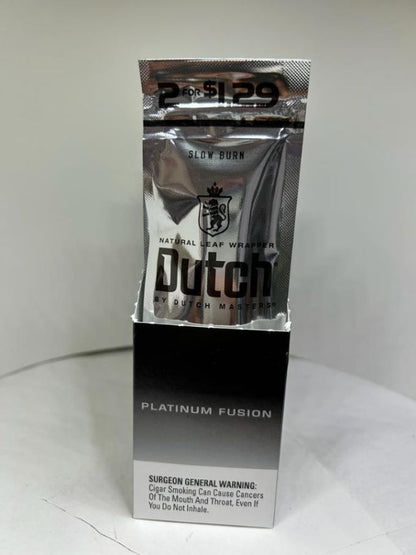 2 FOR $1.29
SLOW BURN
NATURAL LEAF WRAPPER
Dutch
BY DUTCH MASTERS®
PLATINUM FUSION
SURGEON GENERAL WARNING:
Cigar Smoking Can Cause Cancers
Of The Mouth And Throat, Even If
You Do Not Inhale.